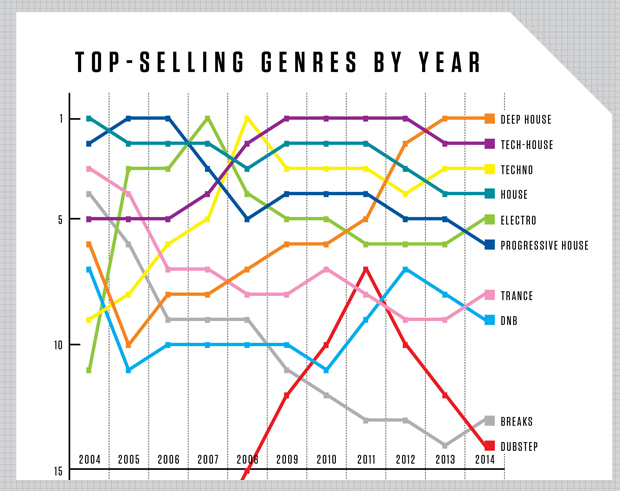 TOP-SELLING GENRES BY YEAR
1
DEEP HOUSE
TECH-HOUSE
TECHNO
HOUSE
5
ELECTRO
PROGRESSIVE HOUSE
TRANCE
DNB
10
BREAKS
DUBSTEP
2004 2005 2006 2007 2008 2009 2010 2011 2012 2013 2014
15